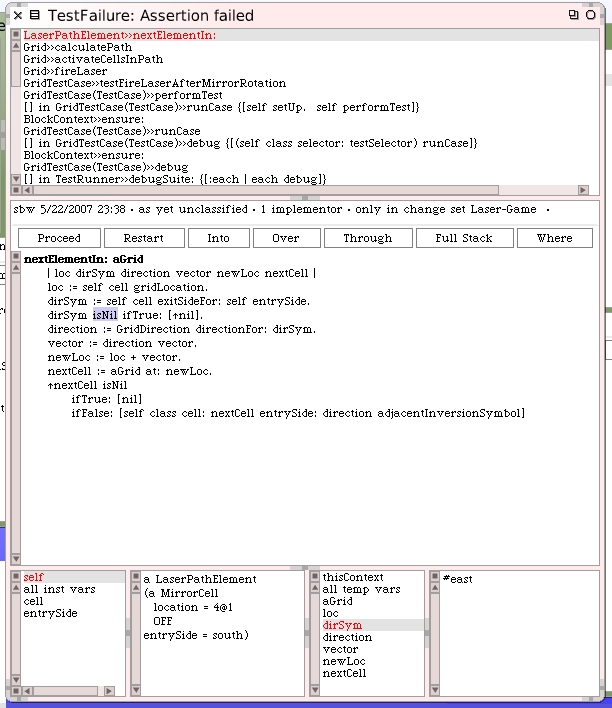 TestFailure: Assertion failed
LaserPathElement>>nextElementIn:
Grid>>calculatePath
Grid>>activateCellsInPath
Grid>>fireLaser
GridTestCase>>testFireLaserAfterMirrorRotation
GridTestCase(TestCase)>>performTest
[] in GridTestCase(TestCase)>>runCase {[self setUp. self performTest]}
BlockContext>>ensure:
GridTestCase(TestCase)>>runCase
[] in GridTestCase(TestCase)>>debug {[(self class selector: testSelector) runCase]}
BlockContext>>ensure:
GridTestCase(TestCase)>>debug
[] in TestRunner>>debugSuite: {[:each | each debug]}
sbw 5/22/2007 23:38 · as yet unclassified · 1 implementor · only in change set Laser-Game ·
Proceed Restart Into Over Through Full Stack Where
nextElementIn: aGrid
| loc dirSym direction vector newLoc nextCell |
loc := self cell gridLocation.
dirSym := self cell exitSideFor: self entrySide.
dirSym isNil ifTrue: [↑nil].
direction := GridDirection directionFor: dirSym.
vector := direction vector.
newLoc := loc + vector.
nextCell := aGrid at: newLoc.
↑nextCell isNil
ifTrue: [nil]
ifFalse: [self class cell: nextCell entrySide: direction adjacentInversionSymbol]
self
all inst vars
cell
entrySide
a LaserPathElement
(a MirrorCell
location = 4@1
OFF
entrySide = south)
thisContext
all temp vars
aGrid
loc
dirSym
direction
vector
newLoc
nextCell
#east